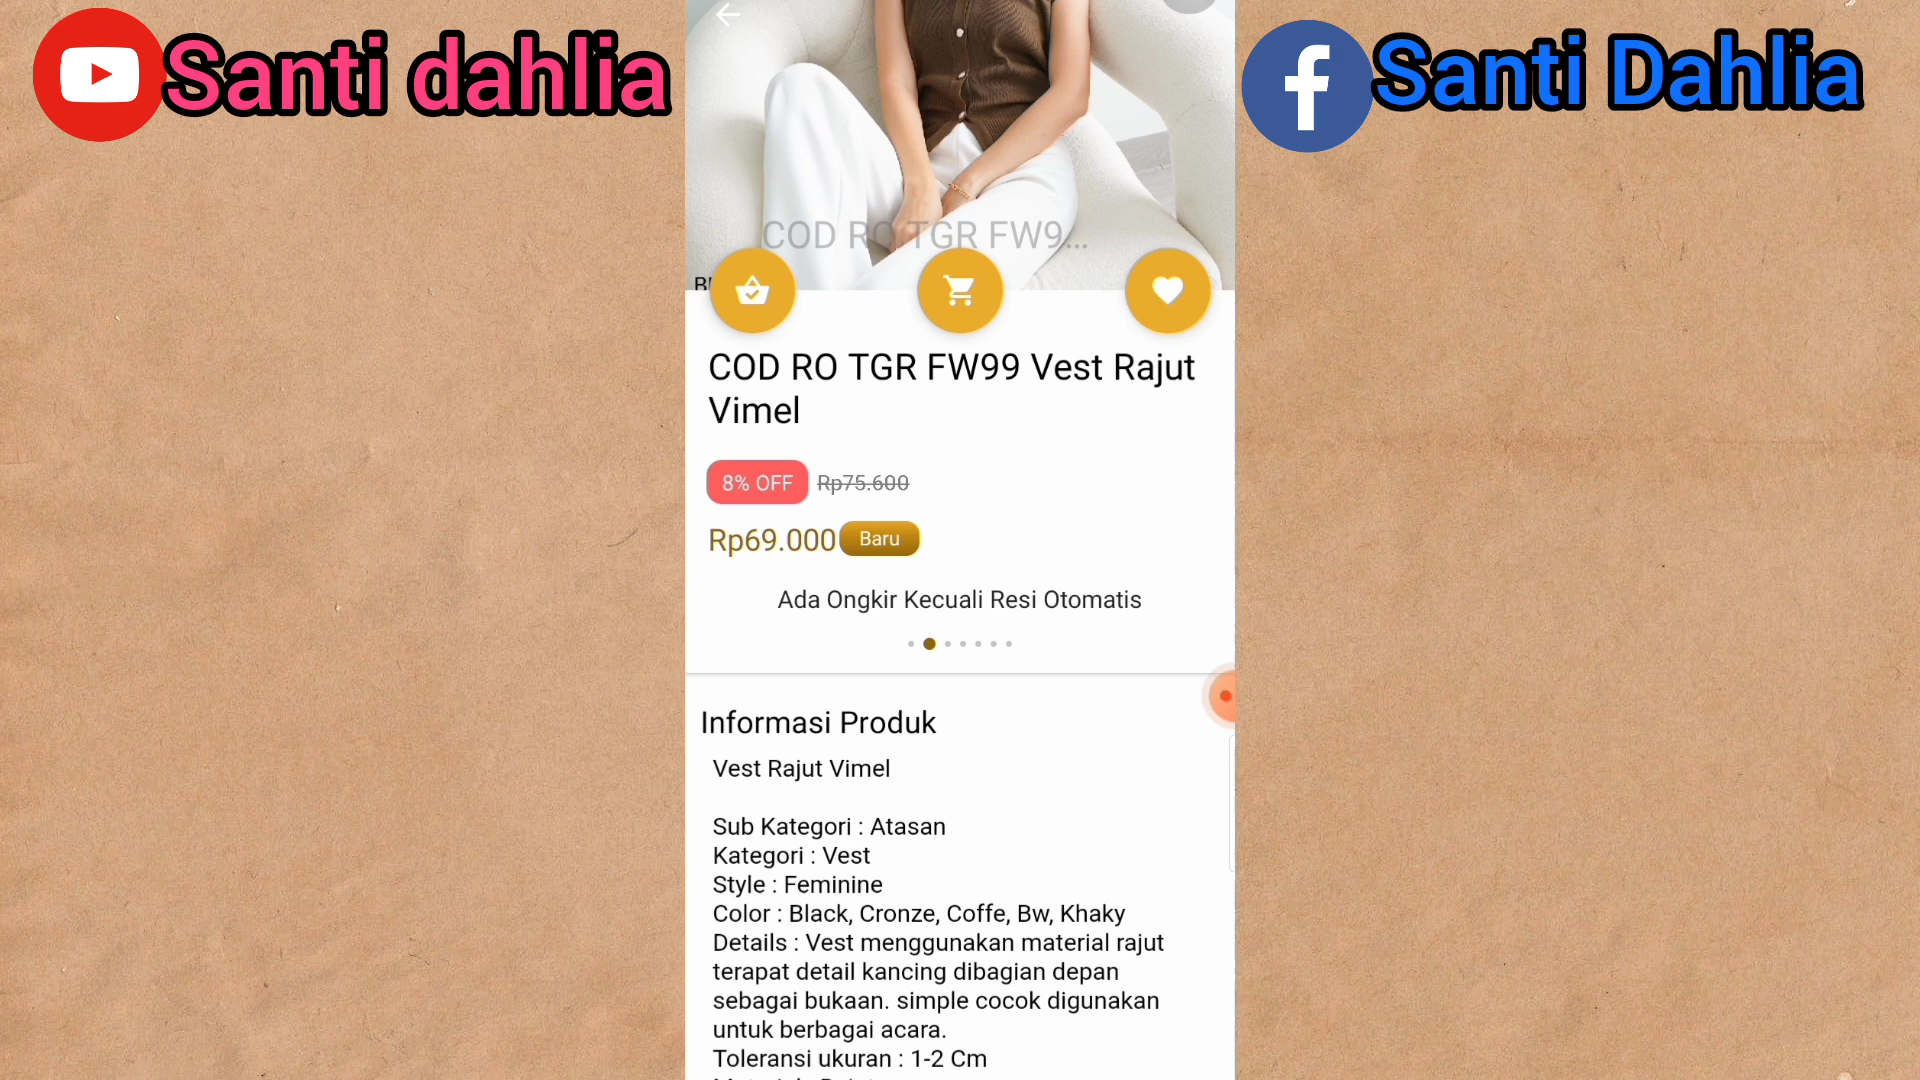 Santi dahlia
Santi Dahlia
COD RO TGR FW9...
COD RO TGR FW99 Vest Rajut
Vimel
8% OFF Rp75.600
Rp69.000 Baru
Ada Ongkir Kecuali Resi Otomatis
Informasi Produk
Vest Rajut Vimel
Sub Kategori : Atasan
Kategori : Vest
Style : Feminine
Color : Black, Cronze, Coffe, Bw, Khaky
Details : Vest menggunakan material rajut
terapat detail kancing dibagian depan
sebagai bukaan. simple cocok digunakan
untuk berbagai acara.
Toleransi ukuran : 1-2 Cm